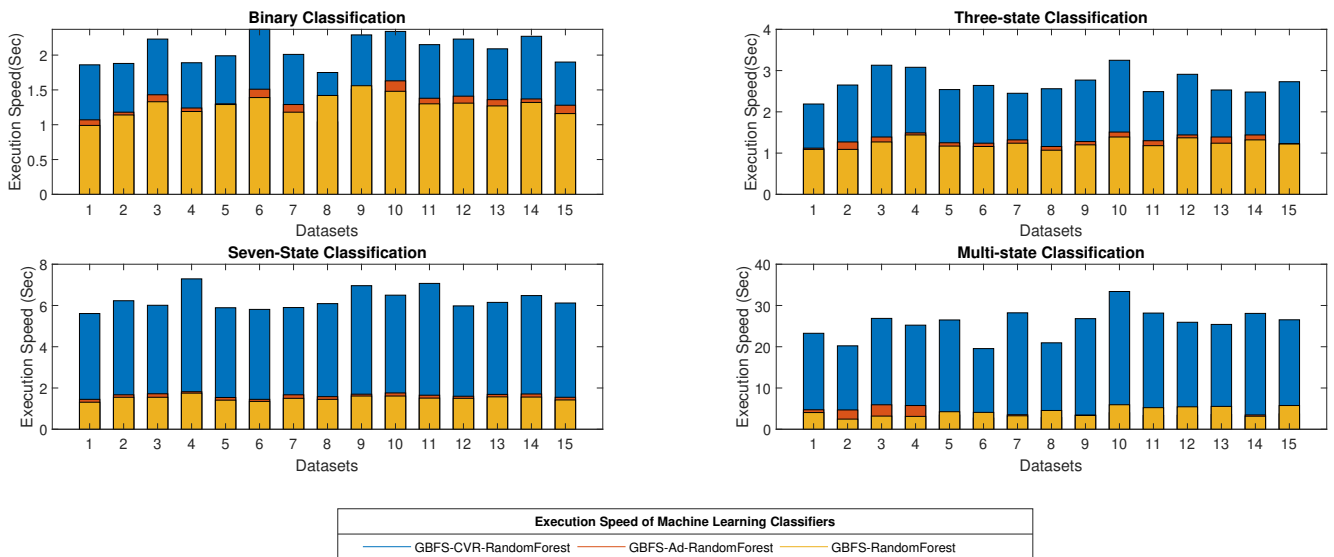 Binary Classification
Execution Speed(Sec)
2
1.5
1
0.5
0
1 2 3 4 5 6 7 8 9 10 11 12 13 14 15
Datasets
Three-state Classification
Execution Speed(Sec)
4
3
2
1
0
1 2 3 4 5 6 7 8 9 10 11 12 13 14 15
Datasets
Seven-State Classification
Execution Speed (Sec)
8
6
4
2
0
1 2 3 4 5 6 7 8 9 10 11 12 13 14 15
Datasets
Multi-state Classification
Execution Speed (Sec)
40
30
20
10
0
1 2 3 4 5 6 7 8 9 10 11 12 13 14 15
Datasets
Execution Speed of Machine Learning Classifiers
GBFS-CVR-RandomForest GBFS-Ad-RandomForest GBFS-RandomForest